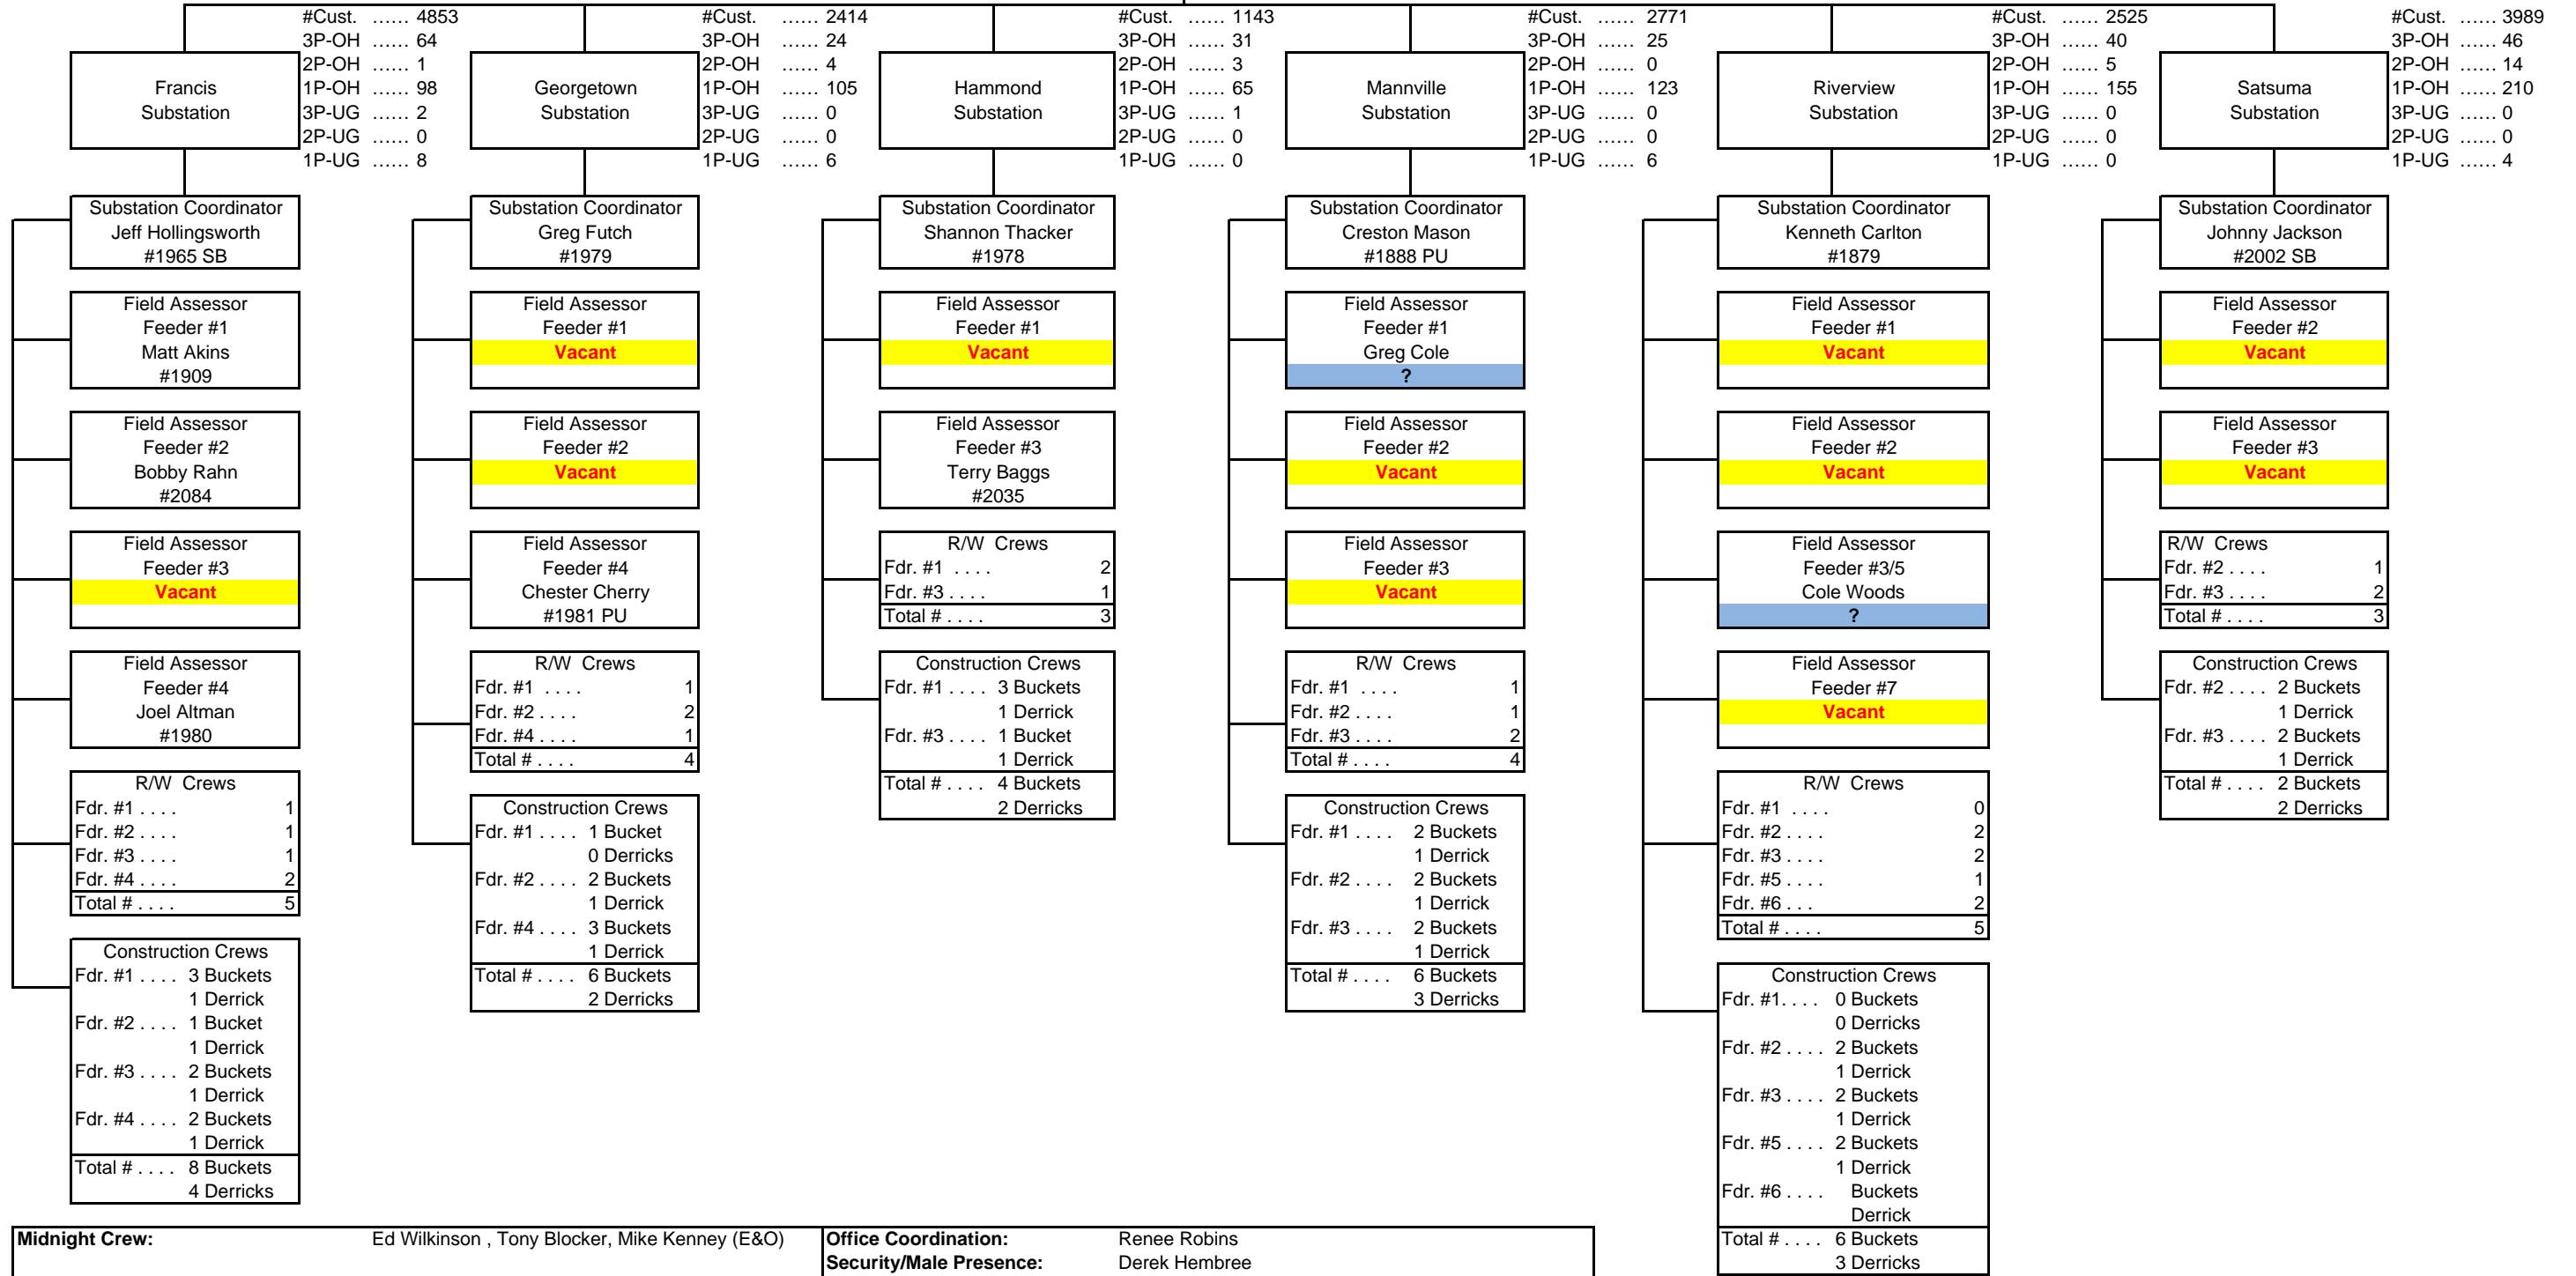 #Cust. ...... 4853
3P-OH ...... 64
2P-OH ...... 1
1P-OH ...... 98
3P-UG ...... 2
2P-UG ...... 0
1P-UG ...... 8
Francis
Substation
Substation Coordinator
Jeff Hollingsworth
#1965 SB
Field Assessor
Feeder #1
Matt Akins
#1909
Field Assessor
Feeder #2
Bobby Rahn
#2084
Field Assessor
Feeder #3
Vacant
Field Assessor
Feeder #4
Joel Altman
#1980
R/W Crews
Fdr. #1 . . . . 1
Fdr. #2 . . . . 1
Fdr. #3 . . . . 1
Fdr. #4 . . . . 2
Total # . . . . 5
Construction Crews
Fdr. #1 . . . . 3 Buckets
1 Derrick
Fdr. #2 . . . . 1 Bucket
1 Derrick
Fdr. #3 . . . . 2 Buckets
1 Derrick
Fdr. #4 . . . . 2 Buckets
1 Derrick
Total # . . . . 8 Buckets
4 Derricks
#Cust. ...... 2414
3P-OH ...... 24
2P-OH ...... 4
1P-OH ...... 105
3P-UG ...... 0
2P-UG ...... 0
1P-UG ...... 6
Georgetown
Substation
Substation Coordinator
Greg Futch
#1979
Field Assessor
Feeder #1
Vacant
Field Assessor
Feeder #2
Vacant
Field Assessor
Feeder #4
Chester Cherry
#1981 PU
R/W Crews
Fdr. #1 . . . . 1
Fdr. #2 . . . . 2
Fdr. #4 . . . . 1
Total # . . . . 4
Construction Crews
Fdr. #1 . . . . 1 Bucket
0 Derricks
Fdr. #2 . . . . 2 Buckets
1 Derrick
Fdr. #4 . . . . 3 Buckets
1 Derrick
Total # . . . . 6 Buckets
2 Derricks
#Cust. ...... 1143
3P-OH ...... 31
2P-OH ...... 3
1P-OH ...... 65
3P-UG ...... 1
2P-UG ...... 0
1P-UG ...... 0
Hammond
Substation
Substation Coordinator
Shannon Thacker
#1978
Field Assessor
Feeder #1
Vacant
Field Assessor
Feeder #3
Terry Baggs
#2035
R/W Crews
Fdr. #1 . . . . 2
Fdr. #3 . . . . 1
Total # . . . . 3
Construction Crews
Fdr. #1 . . . . 3 Buckets
1 Derrick
Fdr. #3 . . . . 1 Bucket
1 Derrick
Total # . . . . 4 Buckets
2 Derricks
#Cust. ...... 2771
3P-OH ...... 25
2P-OH ...... 0
1P-OH ...... 123
3P-UG ...... 0
2P-UG ...... 0
1P-UG ...... 6
Mannville
Substation
Substation Coordinator
Creston Mason
#1888 PU
Field Assessor
Feeder #1
Greg Cole
?
Field Assessor
Feeder #2
Vacant
Field Assessor
Feeder #3
Vacant
R/W Crews
Fdr. #1 . . . . 1
Fdr. #2 . . . . 1
Fdr. #3 . . . . 2
Total # . . . . 4
Construction Crews
Fdr. #1 . . . . 2 Buckets
1 Derrick
Fdr. #2 . . . . 2 Buckets
1 Derrick
Fdr. #3 . . . . 2 Buckets
1 Derrick
Total # . . . . 6 Buckets
3 Derricks
#Cust. ...... 2525
3P-OH ...... 40
2P-OH ...... 5
1P-OH ...... 155
3P-UG ...... 0
2P-UG ...... 0
1P-UG ...... 0
Riverview
Substation
Substation Coordinator
Kenneth Carlton
#1879
Field Assessor
Feeder #1
Vacant
Field Assessor
Feeder #2
Vacant
Field Assessor
Feeder #3/5
Cole Woods
?
Field Assessor
Feeder #7
Vacant
R/W Crews
Fdr. #1 . . . . 0
Fdr. #2 . . . . 2
Fdr. #3 . . . . 2
Fdr. #5 . . . . 1
Fdr. #6 . . . 2
Total # . . . . 5
Construction Crews
Fdr. #1. . . . 0 Buckets
0 Derricks
Fdr. #2 . . . . 2 Buckets
1 Derrick
Fdr. #3 . . . . 2 Buckets
1 Derrick
Fdr. #5 . . . . 2 Buckets
1 Derrick
Fdr. #6 . . . . Buckets
Derrick
Total # . . . . 6 Buckets
3 Derricks
#Cust. ...... 3989
3P-OH ...... 46
2P-OH ...... 14
1P-OH ...... 210
3P-UG ...... 0
2P-UG ...... 0
1P-UG ...... 4
Satsuma
Substation
Substation Coordinator
Johnny Jackson
#2002 SB
Field Assessor
Feeder #2
Vacant
Field Assessor
Feeder #3
Vacant
R/W Crews
Fdr. #2 . . . . 1
Fdr. #3 . . . . 2
Total # . . . . 3
Construction Crews
Fdr. #2 . . . . 2 Buckets
1 Derrick
Fdr. #3 . . . . 2 Buckets
1 Derrick
Total # . . . . 2 Buckets
2 Derricks
Midnight Crew: Ed Wilkinson , Tony Blocker, Mike Kenney (E&O)
Office Coordination: Renee Robins
Security/Male Presence: Derek Hembree